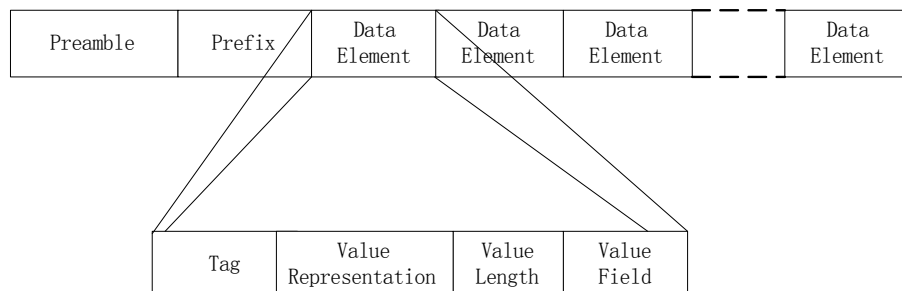 Preamble
Prefix
Data
Element
Data
Element
Data
Element
Data
Element
Tag
Value
Representation
Value
Length
Value
Field